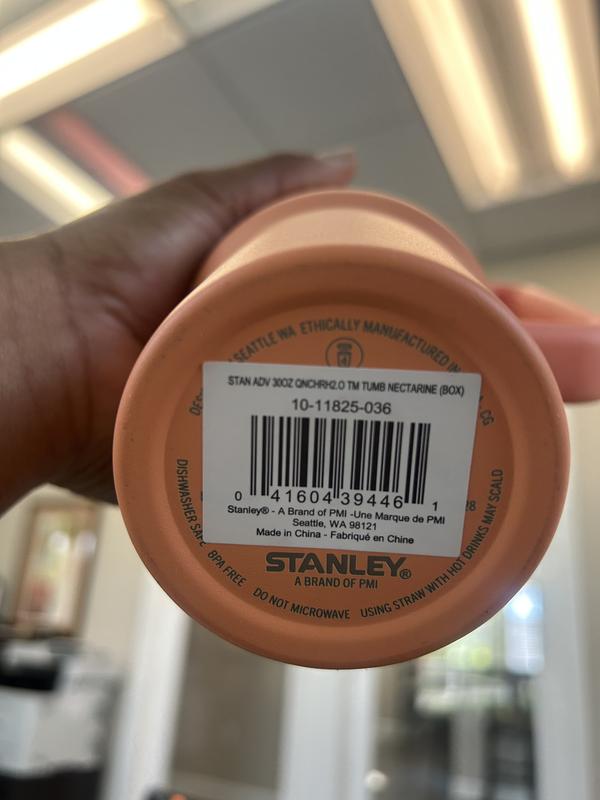 SEATTLE WA ETHICALLY MANUFACTURED IN
STAN ADV 30OZ QNCHRH2.O TM TUMB NECTARINE (BOX)
10-11825-036
0 41604 39446 1
Stanley® - A Brand of PMI -Une Marque de PMI
Seattle, WA 98121
Made in China - Fabriqué en Chine
STANLEY®
A BRAND OF PMI
DISHWASHER SAFE BPA FREE DO NOT MICROWAVE USING STRAW WITH HOT DRINKS MAY SCALD